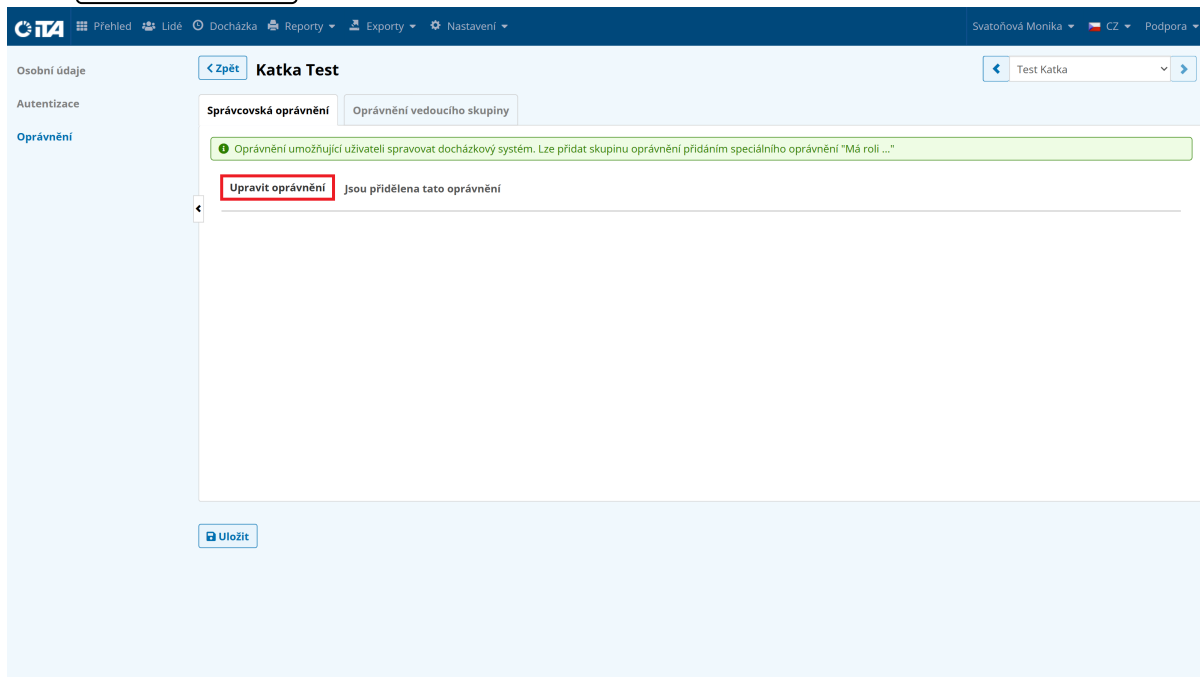 iTA Přehled Lidé Docházka Reporty Exporty Nastavení Svatoňová Monika CZ Podpora
Osobní údaje
Autentizace
Oprávnění
Zpět Katka Test Test Katka
Správcovská oprávnění Oprávnění vedoucího skupiny
Oprávnění umožňující uživateli spravovat docházkový systém. Lze přidat skupinu oprávnění přidáním speciálního oprávnění "Má roli ..."
Upravit oprávnění Jsou přidělena tato oprávnění
Uložit